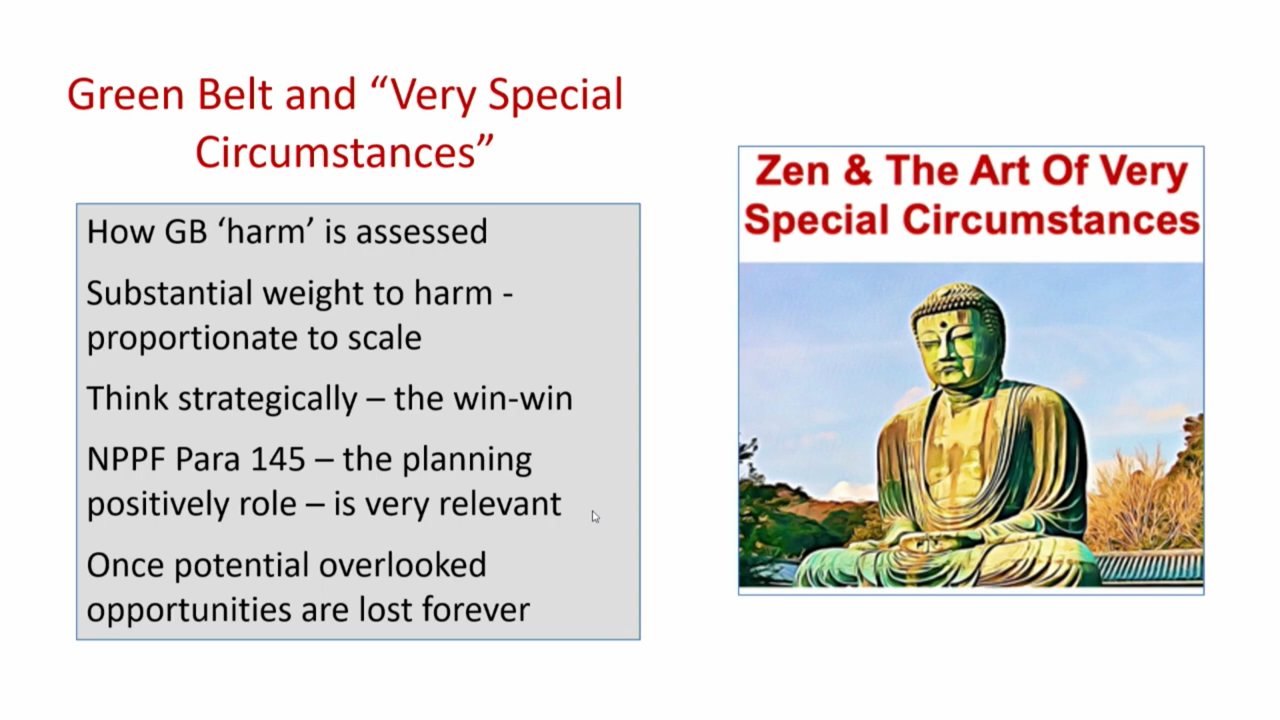 Green Belt and “Very Special
Circumstances”
How GB ‘harm’ is assessed
Substantial weight to harm -
proportionate to scale
Think strategically – the win-win
NPPF Para 145 – the planning
positively role – is very relevant
Once potential overlooked
opportunities are lost forever
Zen & The Art Of Very
Special Circumstances